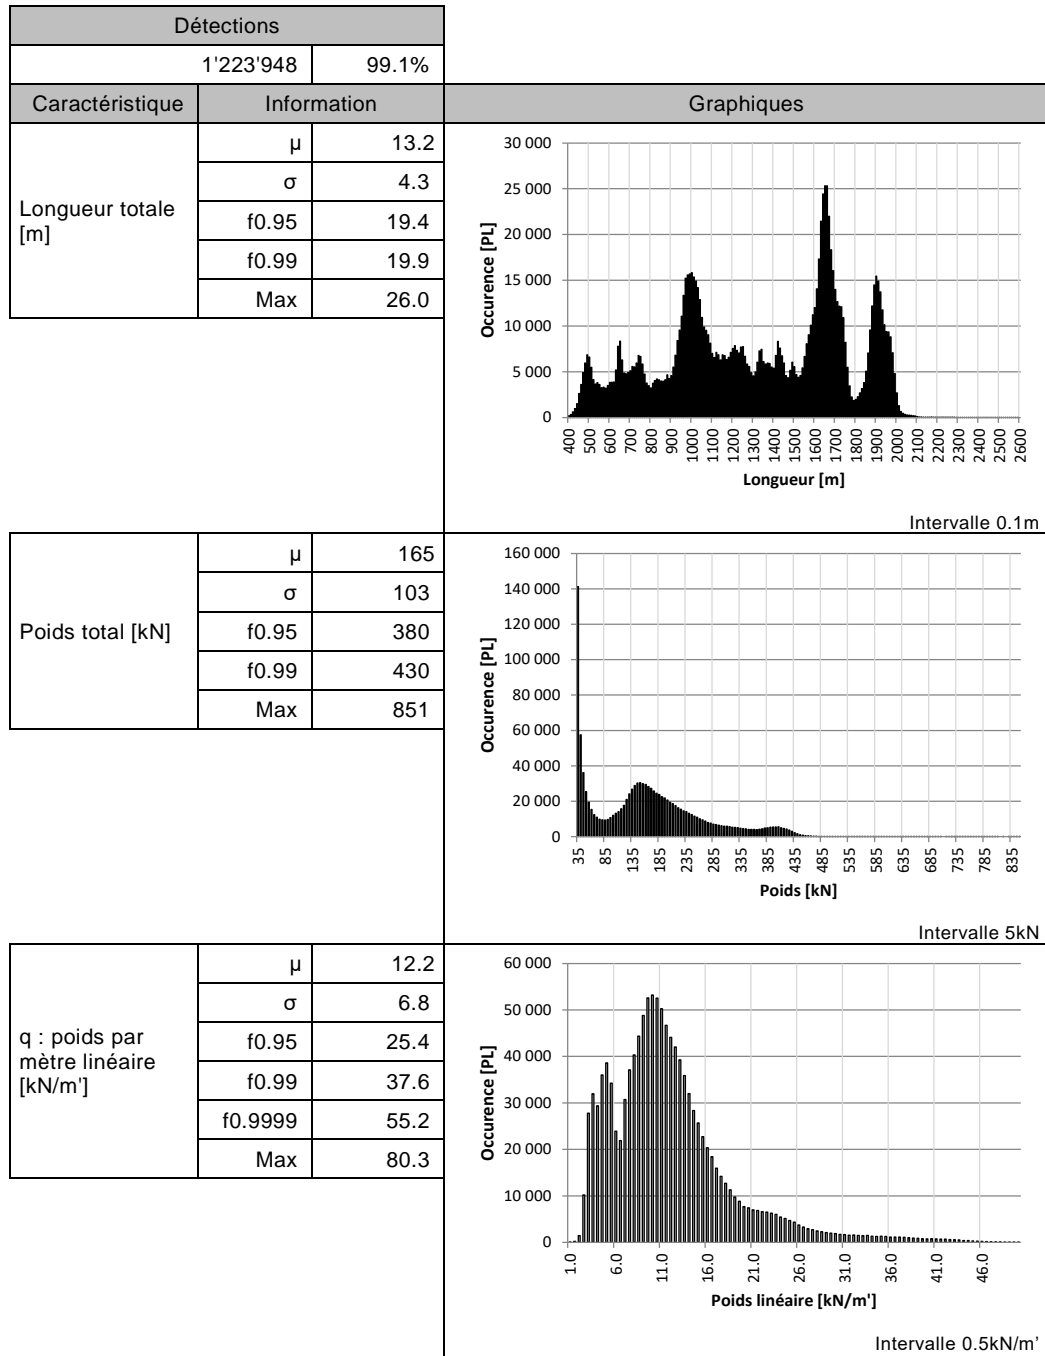 Détections
1'223'948 99.1%
Caractéristique Information Graphiques
Longueur totale [m]
µ 13.2
σ 4.3
f0.95 19.4
f0.99 19.9
Max 26.0
Occurence [PL]
30 000
25 000
20 000
15 000
10 000
5 000
0
400 500 600 700 800 900 1000 1100 1200 1300 1400 1500 1600 1700 1800 1900 2000 2100 2200 2300 2400 2500 2600
Longueur [m]
Intervalle 0.1m
Poids total [kN]
µ 165
σ 103
f0.95 380
f0.99 430
Max 851
Occurence [PL]
160 000
140 000
120 000
100 000
80 000
60 000
40 000
20 000
0
35 85 135 185 235 285 335 385 435 485 535 585 635 685 735 785 835
Poids [kN]
Intervalle 5kN
q : poids par
mètre linéaire
[kN/m']
µ 12.2
σ 6.8
f0.95 25.4
f0.99 37.6
f0.9999 55.2
Max 80.3
Occurence [PL]
60 000
50 000
40 000
30 000
20 000
10 000
0
1.0 6.0 11.0 16.0 21.0 26.0 31.0 36.0 41.0 46.0
Poids linéaire [kN/m']
Intervalle 0.5kN/m’